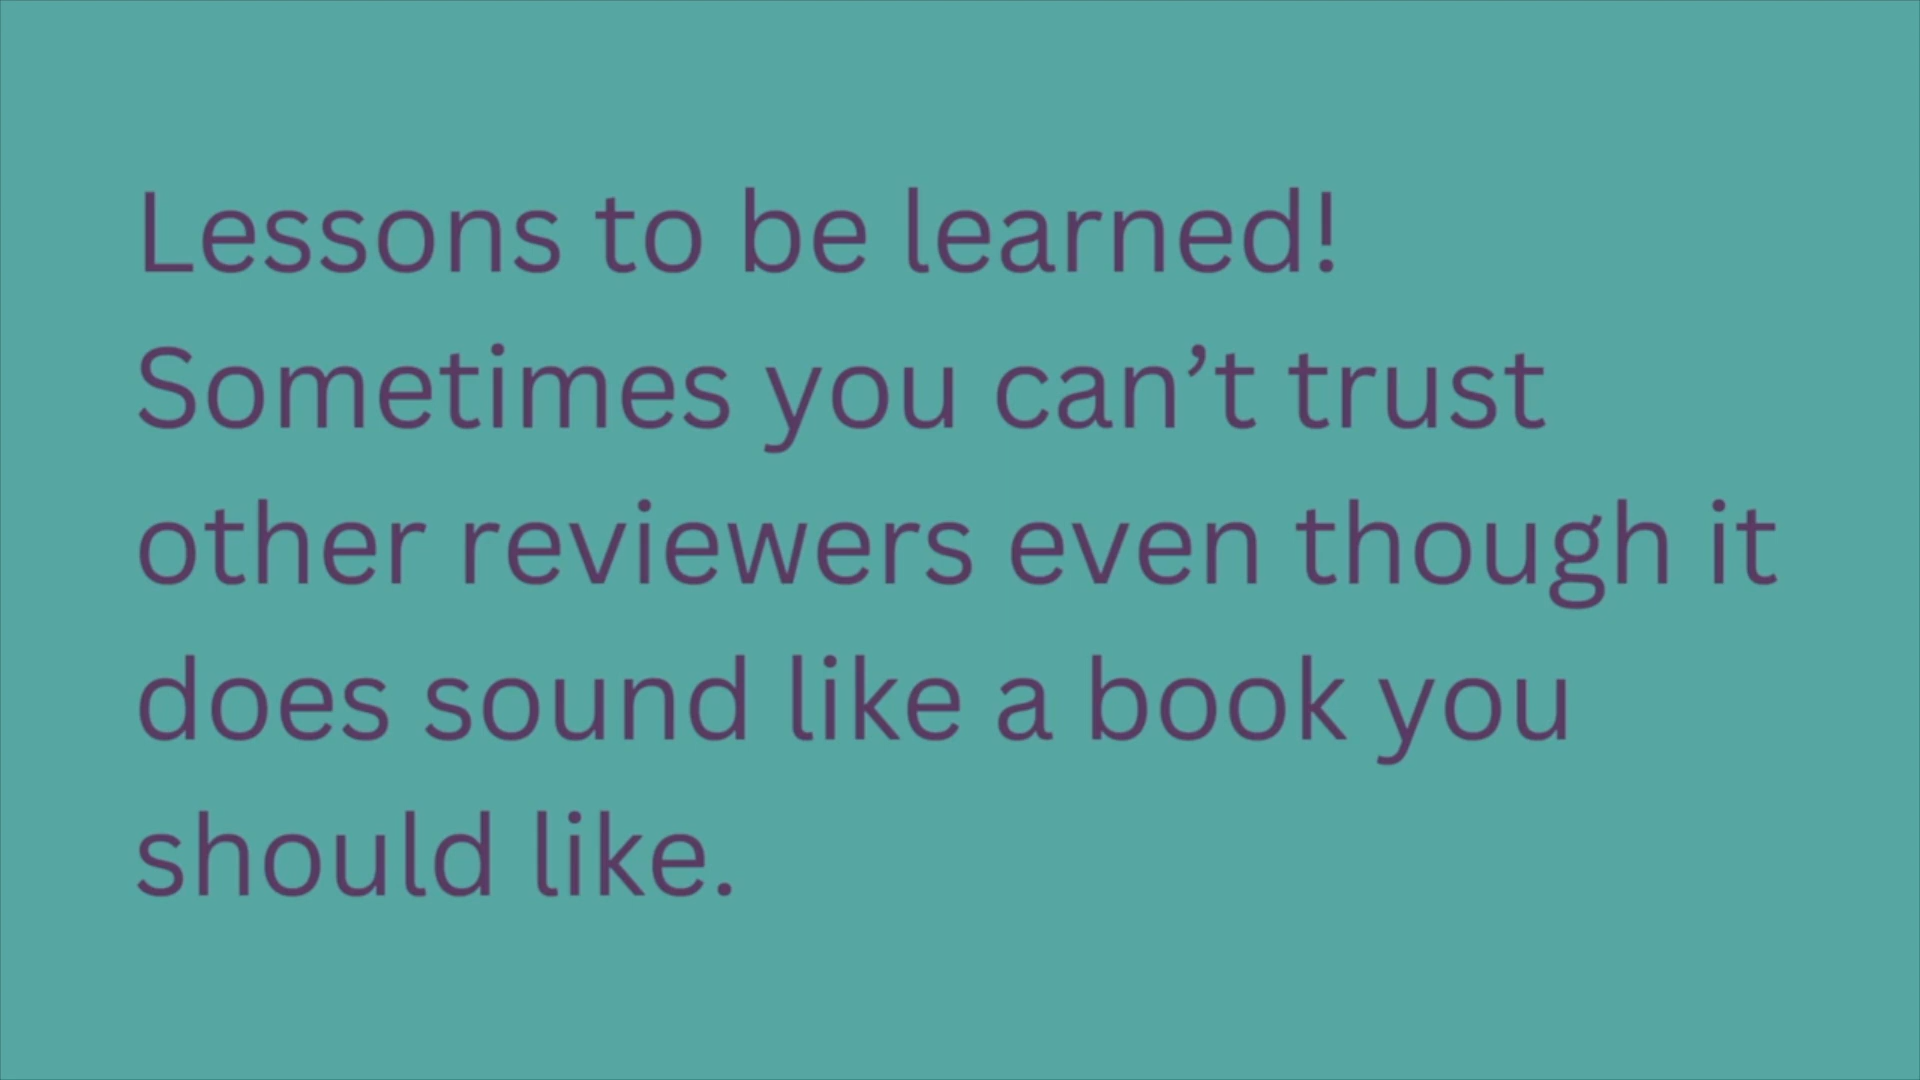 Lessons to be learned!
Sometimes you can’t trust
other reviewers even though it
does sound like a book you
should like.